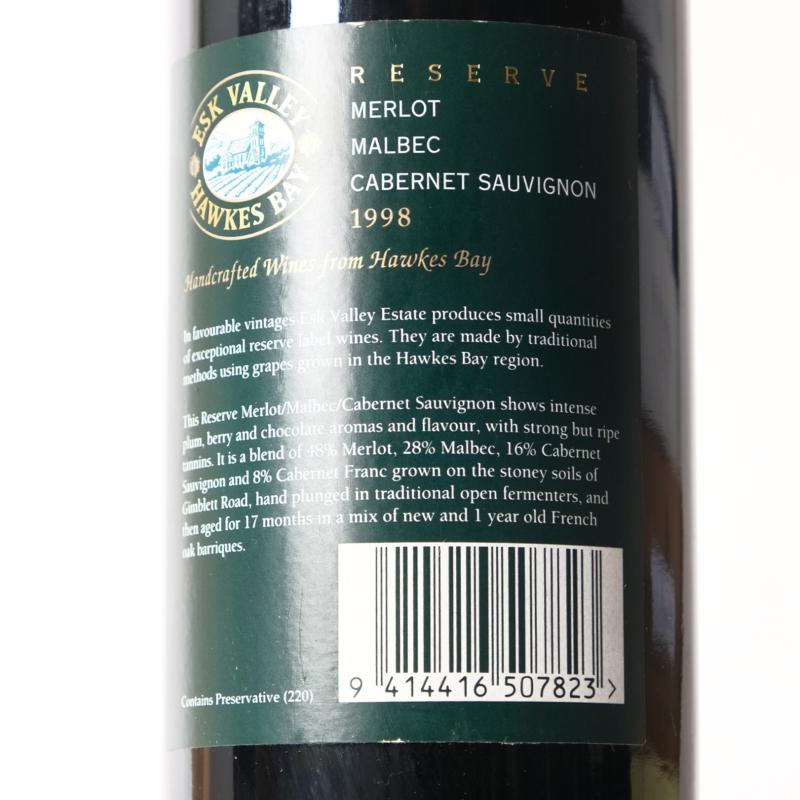 ESK VALLEY
HAWKES BAY
RESERVE
MERLOT
MALBEC
CABERNET SAUVIGNON
1998
Handcrafted Wines from Hawkes Bay
In favourable vintages Esk Valley Estate produces small quantities
of exceptional reserve label wines. They are made by traditional
methods using grapes grown in the Hawkes Bay region.
This Reserve Merlot/Malbec/Cabernet Sauvignon shows intense
plum, berry and chocolate aromas and flavour, with strong but ripe
tannins. It is a blend of 48% Merlot, 28% Malbec, 16% Cabernet
Sauvignon and 8% Cabernet Franc grown on the stoney soils of
Gimblett Road, hand plunged in traditional open fermenters, and
then aged for 17 months in a mix of new and 1 year old French
oak barriques.
Contains Preservative (220)
9 414416 507823 >